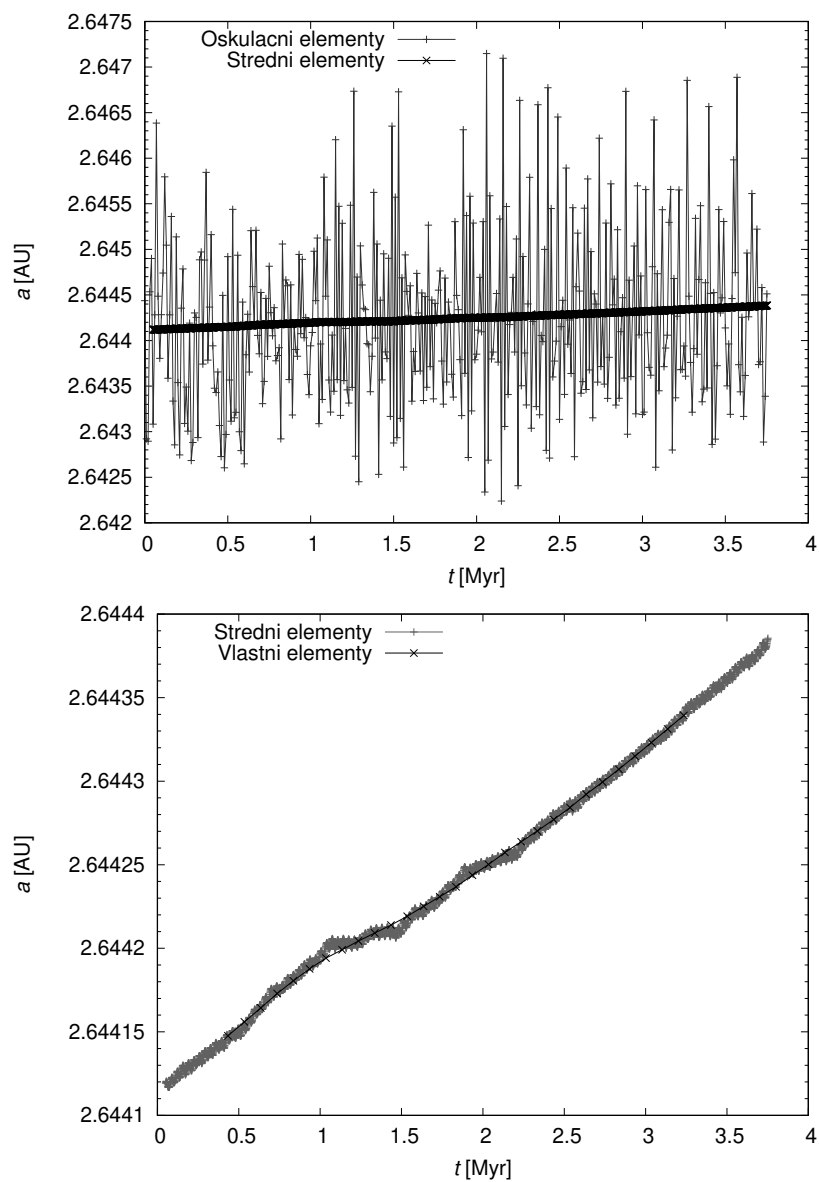 2.6475
2.647
2.6465
2.646
2.6455
2.645
2.6445
2.644
2.6435
2.643
2.6425
2.642
a [AU]
Oskulacni elementy
Stredni elementy
0 0.5 1 1.5 2 2.5 3 3.5 4
t [Myr]
2.6444
2.64435
2.6443
2.64425
2.6442
2.64415
2.6441
a [AU]
Stredni elementy
Vlastni elementy
0 0.5 1 1.5 2 2.5 3 3.5 4
t [Myr]